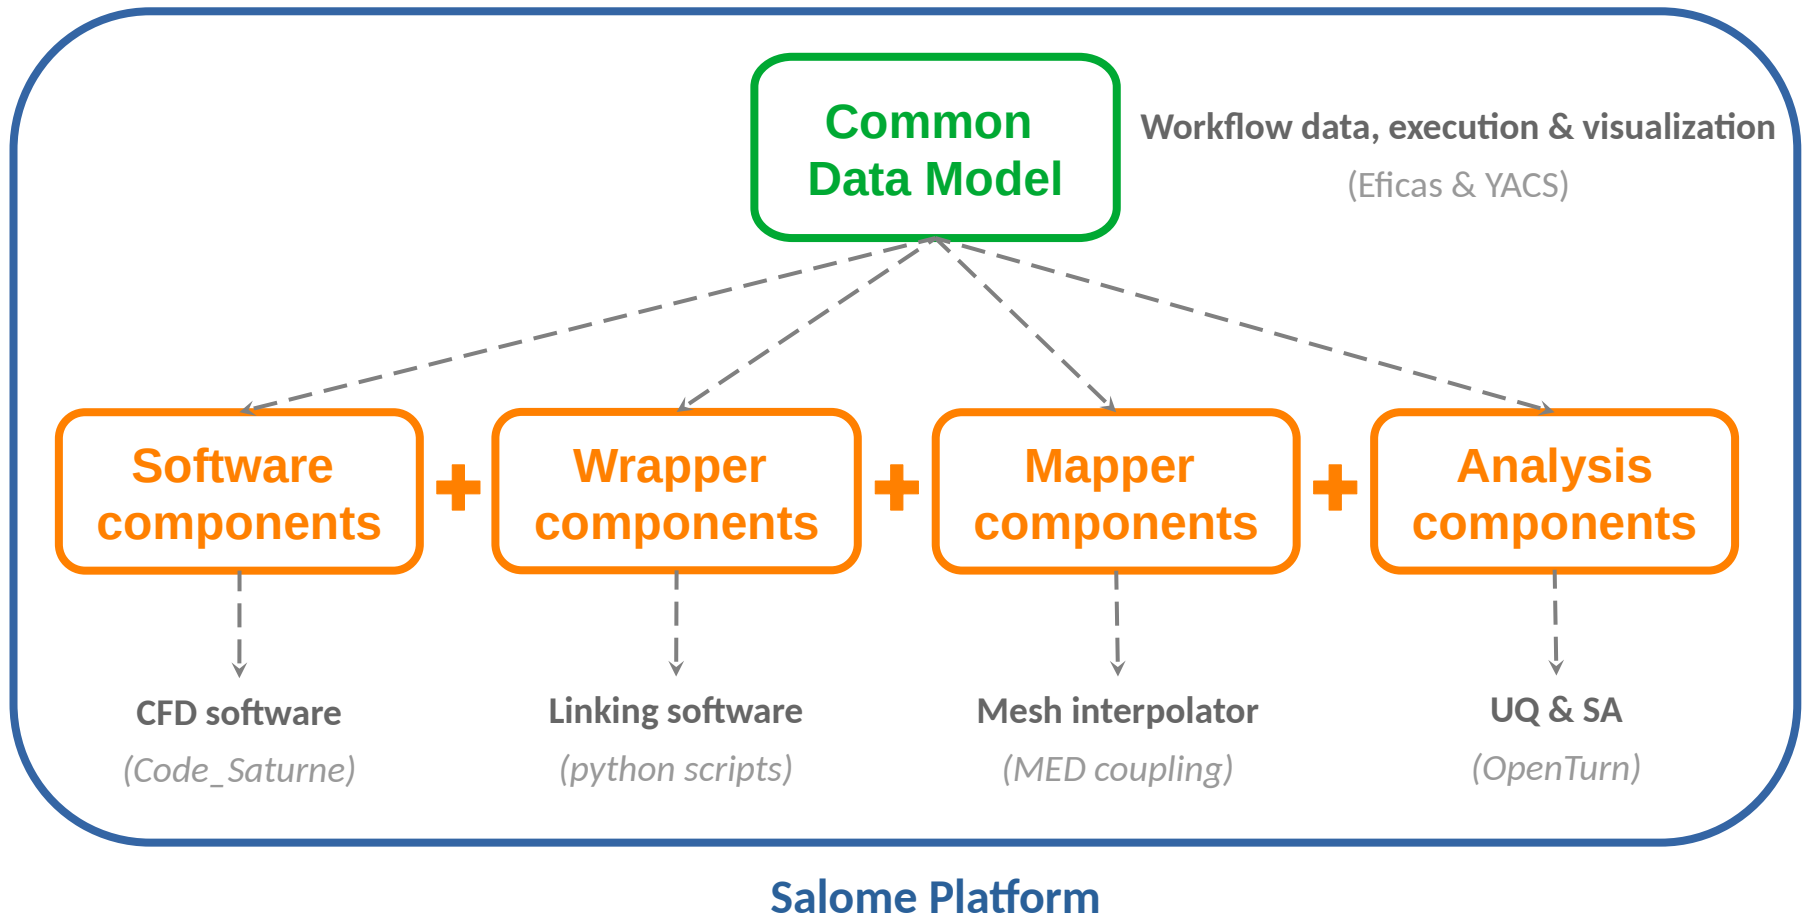 Common
Data Model
Workflow data, execution & visualization
(Eficas & YACS)
Software
components
Wrapper
components
Mapper
components
Analysis
components
CFD software
(Code_Saturne)
Linking software
(python scripts)
Mesh interpolator
(MED coupling)
UQ & SA
(OpenTurn)
Salome Platform